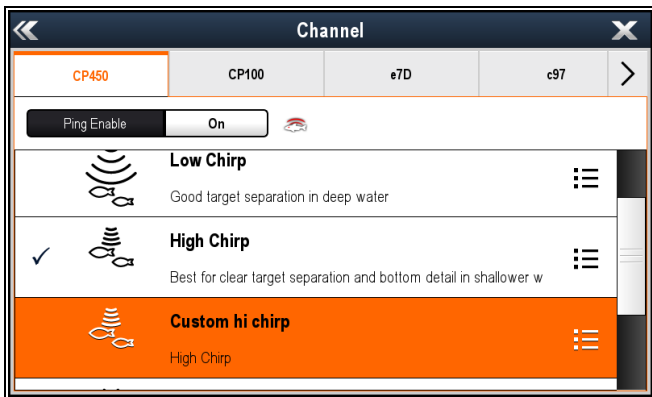 Channel
CP450 CP100 e7D c97
Ping Enable On
Low Chirp
Good target separation in deep water
High Chirp
Best for clear target separation and bottom detail in shallower w
Custom hi chirp
High Chirp